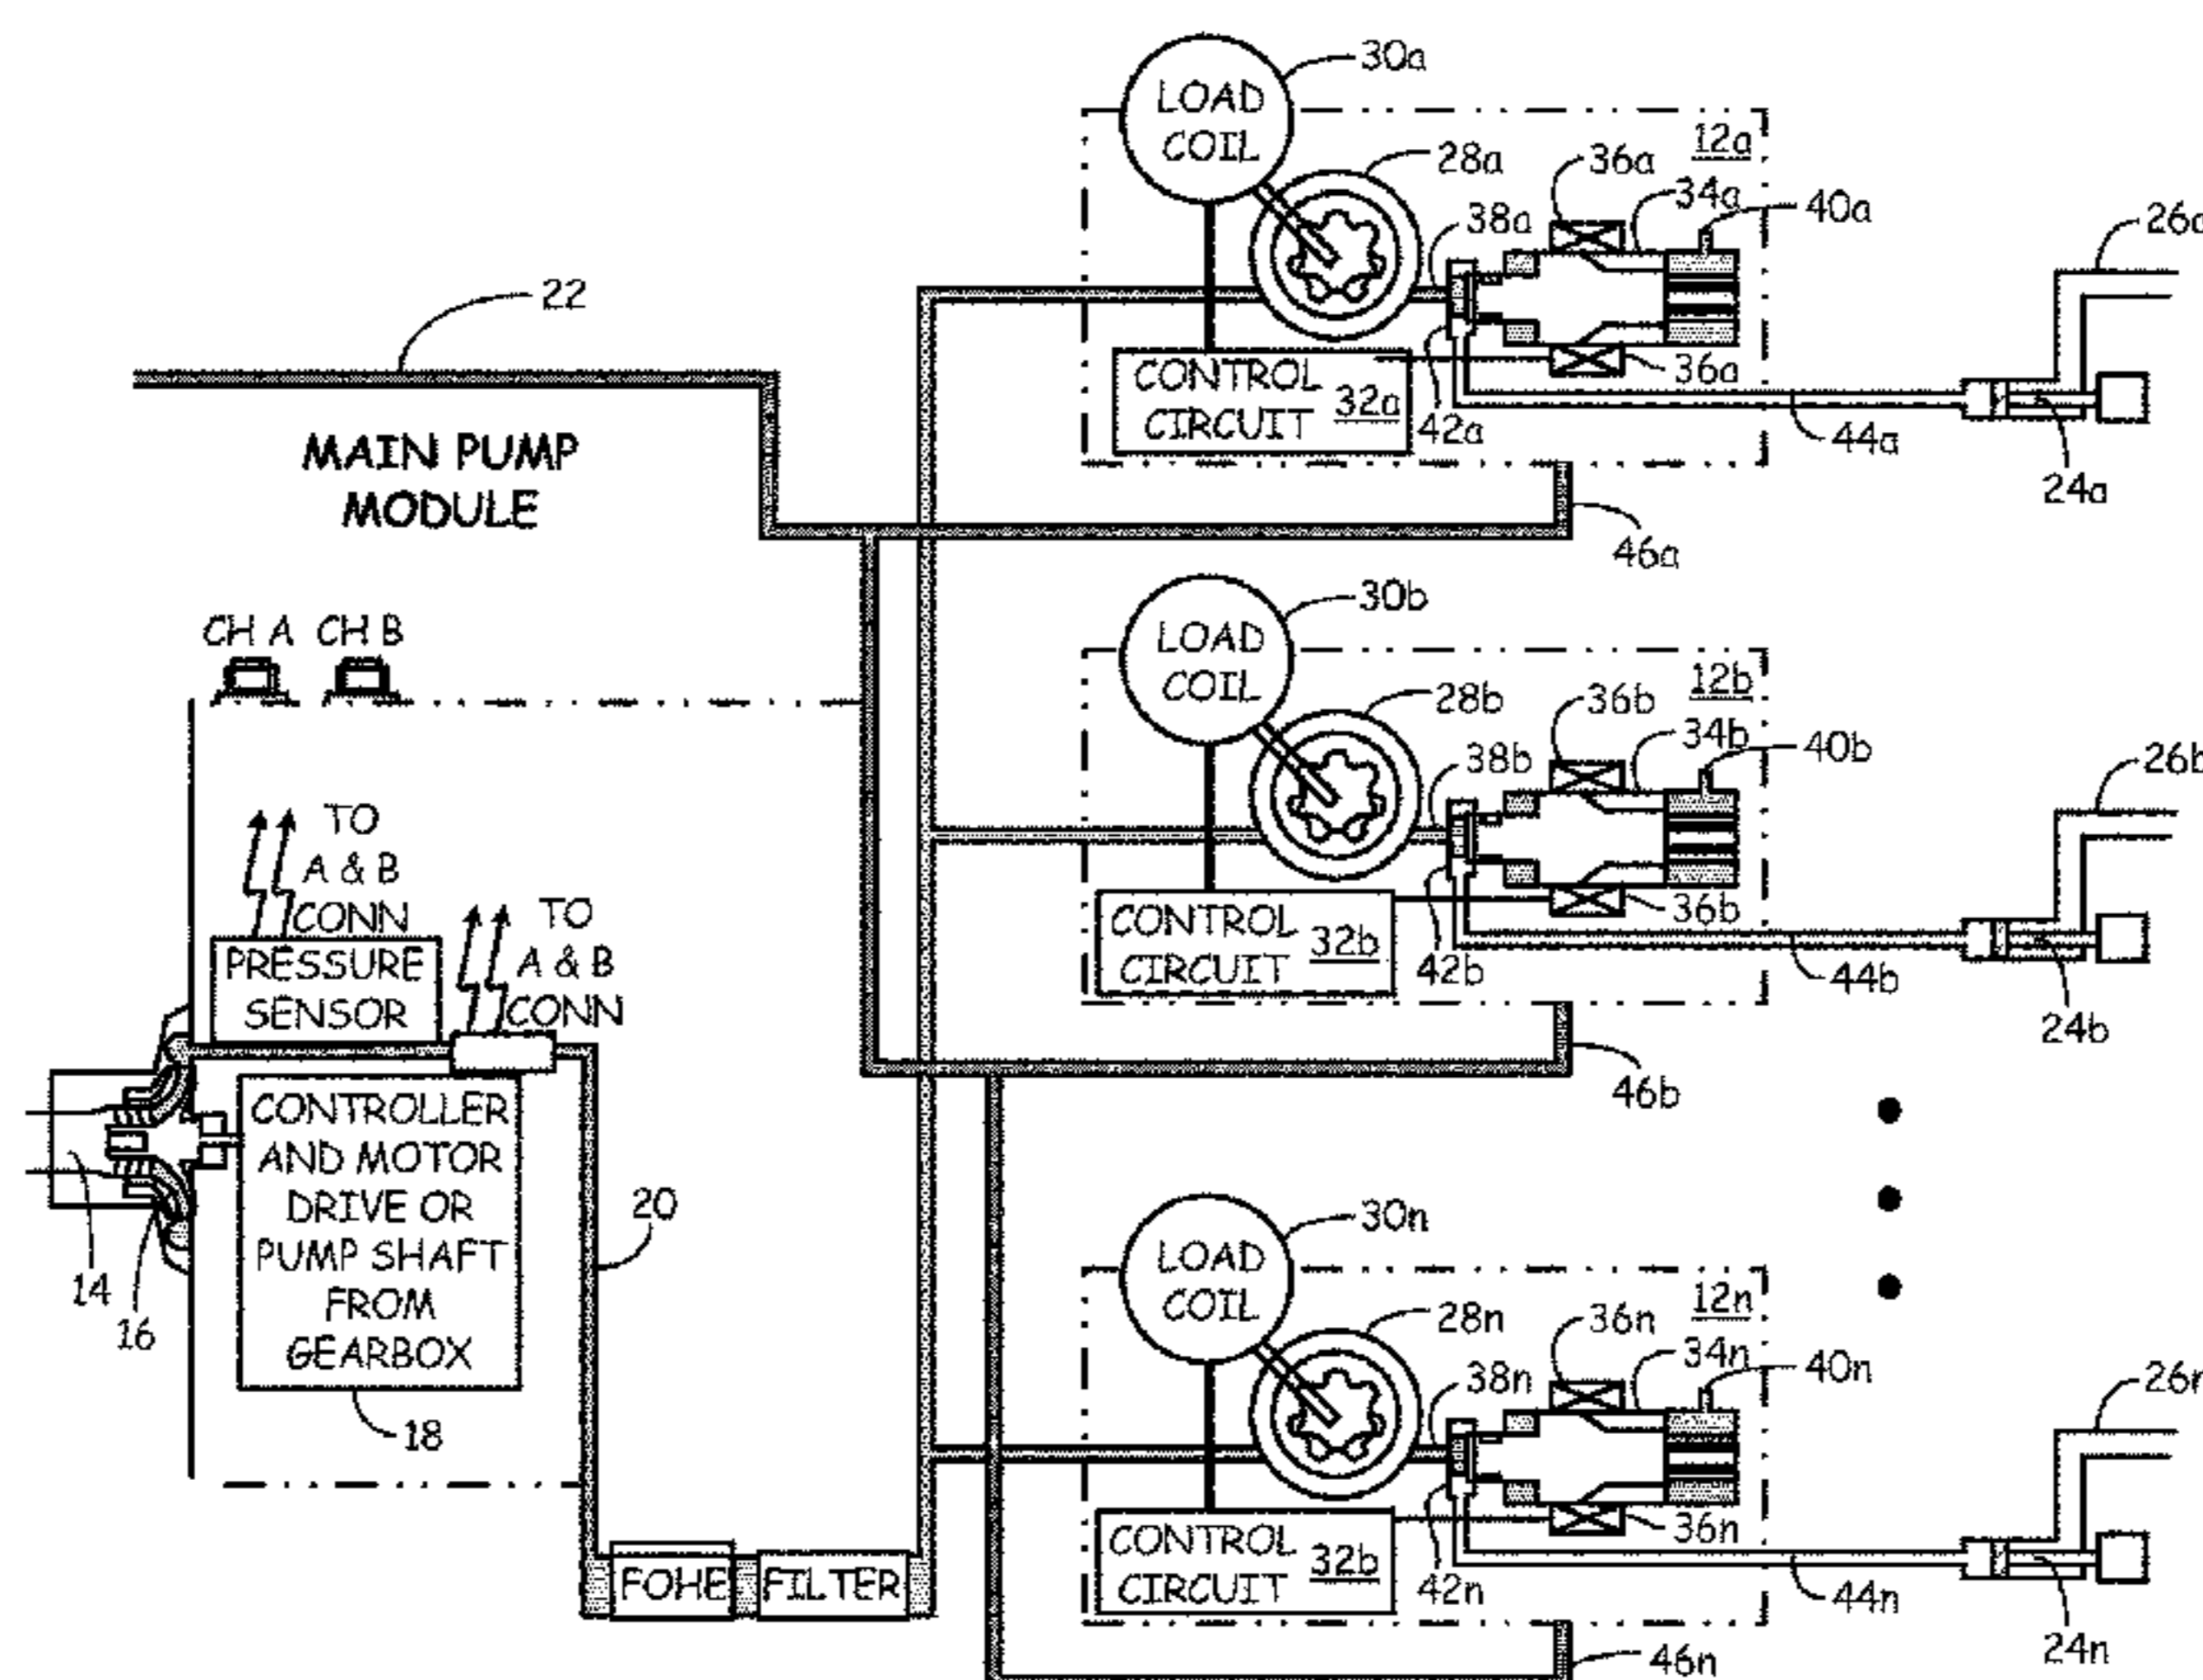 22
MAIN PUMP
MODULE
CH A CH B
TO
A & B
CONN
PRESSURE
SENSOR
TO
A & B
CONN
CONTROLLER
AND MOTOR
DRIVE OR
PUMP SHAFT
FROM
GEARBOX
14
16
18
20
FOHE
FILTER
LOAD
COIL
30a
28a
38a
36a
12a
34a
40a
26a
CONTROL
CIRCUIT 32a
42a
36a
44a
24a
46a
LOAD
COIL
30b
28b
38b
36b
12b
34b
40b
26b
CONTROL
CIRCUIT 32b
42b
36b
44b
24b
46b
LOAD
COIL
30n
28n
38n
36n
12n
34n
40n
26n
CONTROL
CIRCUIT 32b
42n
36n
44n
24n
46n